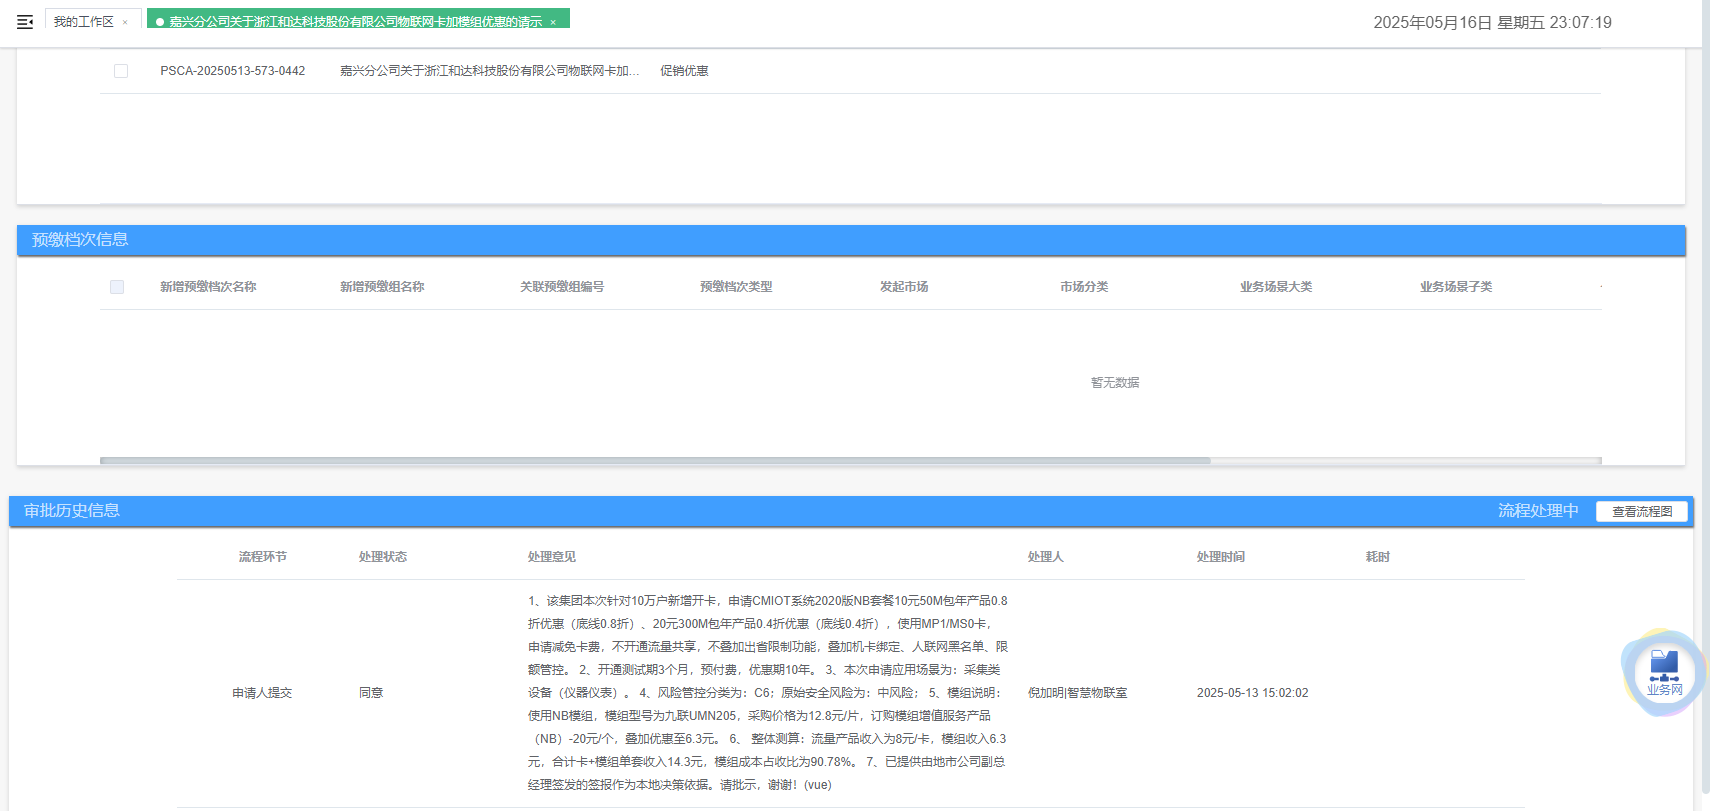 我的工作区 ×
嘉兴分公司关于浙江和达科技股份有限公司物联网卡加模组优惠的请示 ×
2025年05月16日 星期五 23:07:19
PSCA-20250513-573-0442 嘉兴分公司关于浙江和达科技股份有限公司物联网卡加... 促销优惠
预缴档次信息
新增预缴档次名称 新增预缴组名称 关联预缴组编号 预缴档次类型 发起市场 市场分类 业务场景大类 业务场景子类
暂无数据
审批历史信息
流程处理中 查看流程图
流程环节 处理状态 处理意见 处理人 处理时间 耗时
申请人提交 同意
1、该集团本次针对10万户新增开卡，申请CMIOT系统2020版NB套餐10元50M包年产品0.8
折优惠（底线0.8折）、20元300M包年产品0.4折优惠（底线0.4折），使用MP1/MS0卡，
申请减免卡费，不开通流量共享，不叠加出省限制功能，叠加机卡绑定、人联网黑名单、限
额管控。 2、开通测试期3个月，预付费，优惠期10年。 3、本次申请应用场景为：采集类
设备（仪器仪表）。 4、风险管控分类为：C6；原始安全风险为：中风险； 5、模组说明：
使用NB模组，模组型号为九联UMN205，采购价格为12.8元/片，订购模组增值服务产品
（NB）-20元/个，叠加优惠至6.3元。 6、 整体测算：流量产品收入为8元/卡，模组收入6.3
元，合计卡+模组单套收入14.3元，模组成本占收比为90.78%。 7、已提供由地市公司副总
经理签发的签报作为本地决策依据。请批示，谢谢！(vue)
倪加明|智慧物联室 2025-05-13 15:02:02
业务网